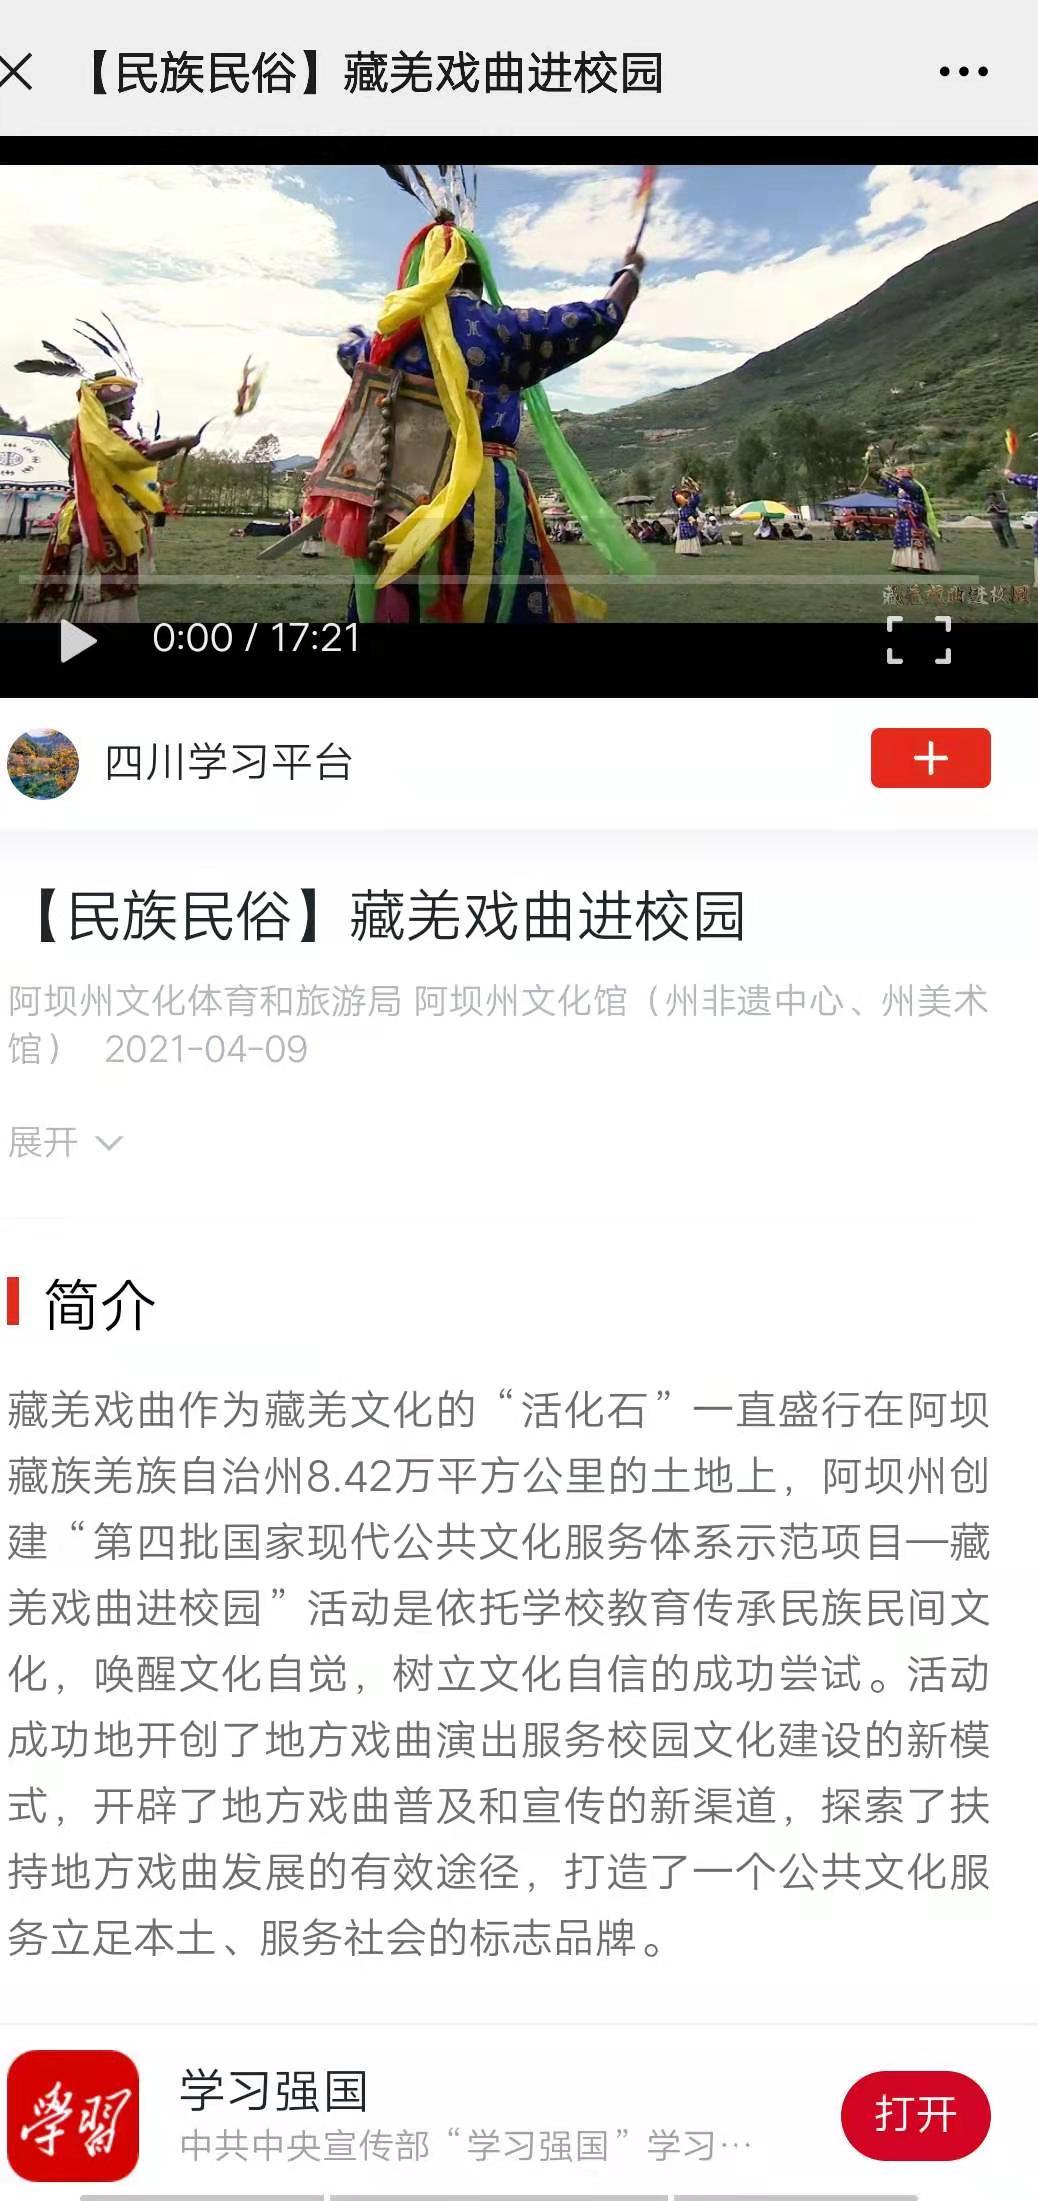 【民族民俗】藏羌戏曲进校园
藏羌戏曲进校园
0:00 / 17:21
四川学习平台
【民族民俗】藏羌戏曲进校园
阿坝州文化体育和旅游局 阿坝州文化馆（州非遗中心、州美术
馆） 2021-04-09
展开
简介
藏羌戏曲作为藏羌文化的“活化石”一直盛行在阿坝
藏族羌族自治州8.42万平方公里的土地上，阿坝州创
建“第四批国家现代公共文化服务体系示范项目—藏
羌戏曲进校园”活动是依托学校教育传承民族民间文
化，唤醒文化自觉，树立文化自信的成功尝试。活动
成功地开创了地方戏曲演出服务校园文化建设的新模
式，开辟了地方戏曲普及和宣传的新渠道，探索了扶
持地方戏曲发展的有效途径，打造了一个公共文化服
务立足本土、服务社会的标志品牌。
學習
学习强国
中共中央宣传部“学习强国”学习…
打开